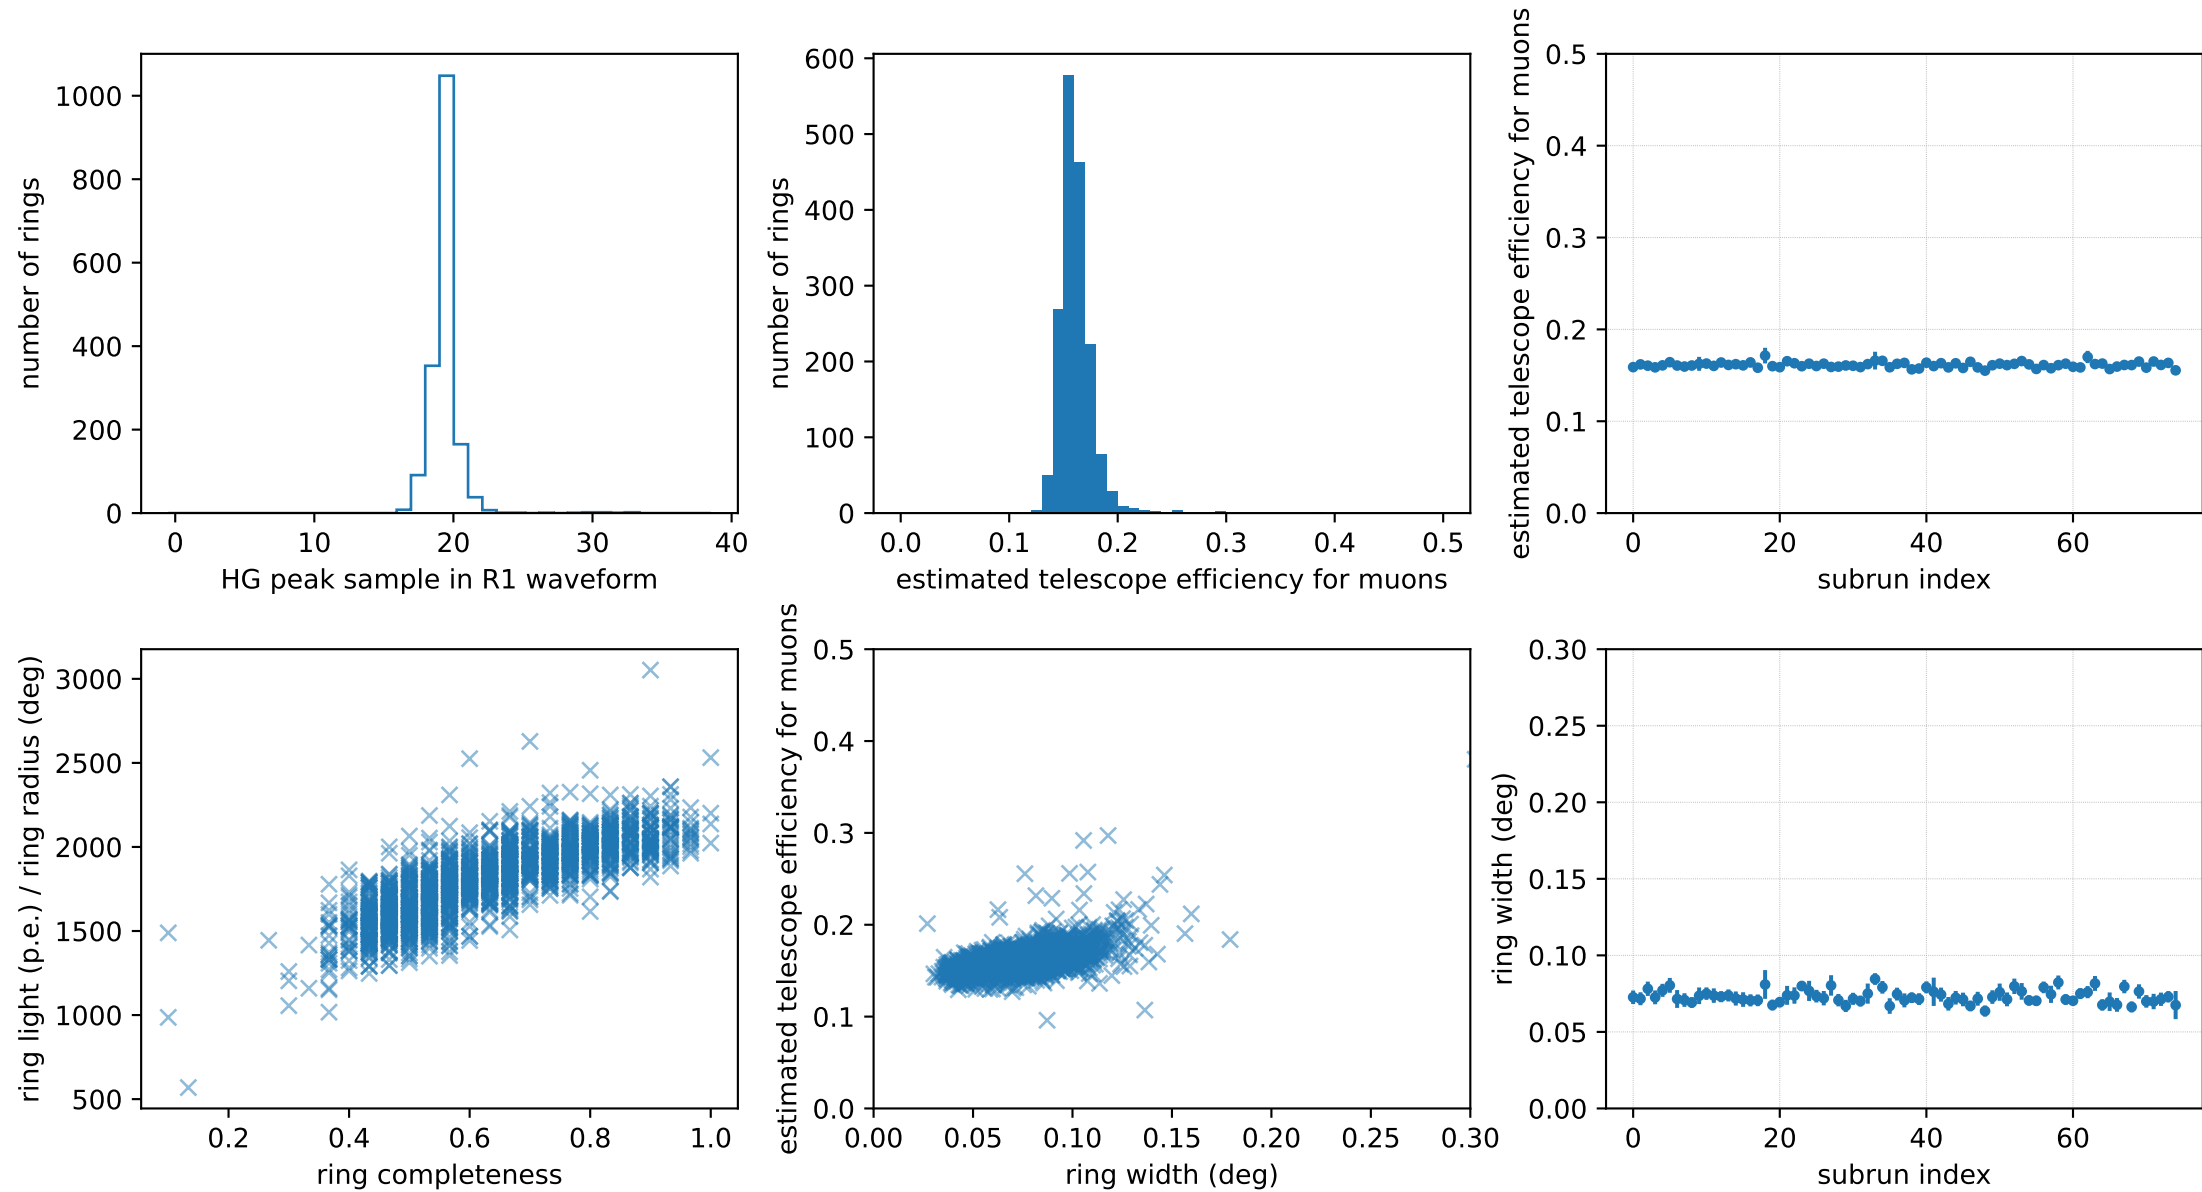 number of rings
1000
800
600
400
200
0
0 10 20 30 40
HG peak sample in R1 waveform
number of rings
600
500
400
300
200
100
0
0.0 0.1 0.2 0.3 0.4 0.5
estimated telescope efficiency for muons
estimated telescope efficiency for muons
0.5
0.4
0.3
0.2
0.1
0.0
0 20 40 60
subrun index
ring light (p.e.) / ring radius (deg)
3000
2500
2000
1500
1000
500
0.2 0.4 0.6 0.8 1.0
ring completeness
estimated telescope efficiency for muons
0.5
0.4
0.3
0.2
0.1
0.0
0.00 0.05 0.10 0.15 0.20 0.25 0.30
ring width (deg)
ring width (deg)
0.30
0.25
0.20
0.15
0.10
0.05
0.00
0 20 40 60
subrun index